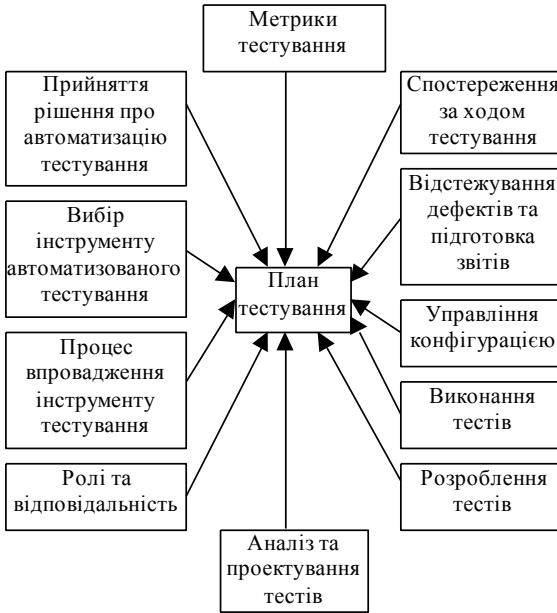 Метрики
тестування
Прийняття
рішення про
автоматизацію
тестування
Спостереження
за ходом
тестування
Вибір
інструменту
автоматизованого
тестування
Відстежування
дефектів та
підготовка
звітів
План
тестування
Процес
впровадження
інструменту
тестування
Управління
конфігурацією
Виконання
тестів
Ролі та
відповідальність
Розроблення
тестів
Аналіз та
проектування
тестів